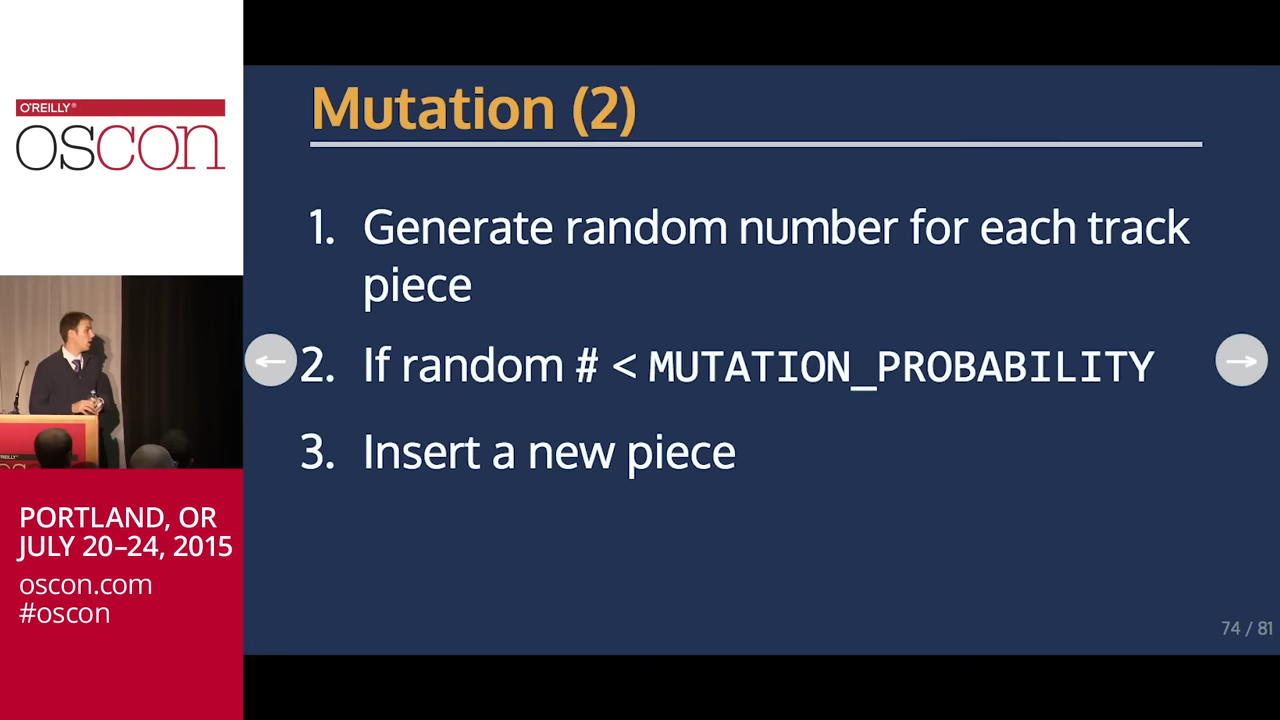 O'REILLY®
oscon
PORTLAND, OR
JULY 20–24, 2015
oscon.com
#oscon
Mutation (2)
1. Generate random number for each track
piece
2. If random # < MUTATION_PROBABILITY
3. Insert a new piece
74 / 81